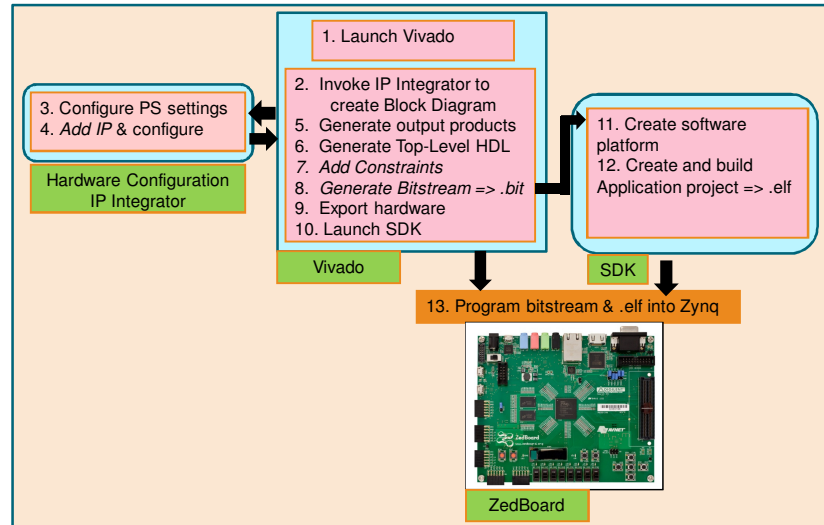 1. Launch Vivado
2. Invoke IP Integrator to
create Block Diagram
3. Configure PS settings
4. Add IP & configure
5 Generate output products
6 Generate Top-Level HDL
7. Add Constraints
8 Generate Bitstream => .bit
9 Export hardware
10. Launch SDK
Hardware Configuration
IP Integrator
Vivado
11. Create software
platform
12. Create and build
Application project => .elf
SDK
13. Program bitstream & .elf into Zynq
ZedBoard
AVNET
ZedBoard